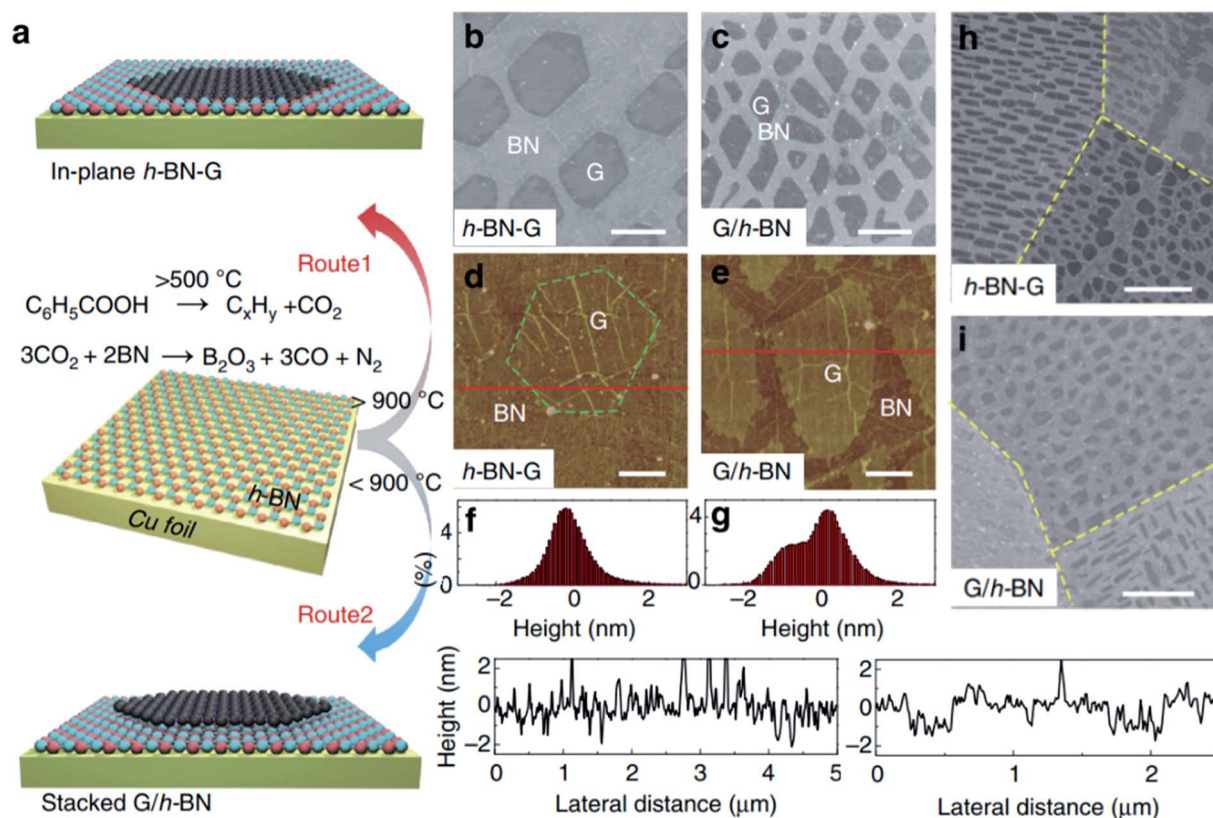 a
In-plane h-BN-G
Route1
>500 °C
C6H5COOH → CxHy +CO2
3CO2 + 2BN → B2O3 + 3CO + N2
> 900 °C
< 900 °C
h-BN
Cu foil
Route2
Stacked G/h-BN
b
BN
G
h-BN-G
c
G
BN
G/h-BN
d
G
BN
h-BN-G
e
G
BN
G/h-BN
f
(%)
4
0
−2 0 2
Height (nm)
g
4
0
−2 0 2
Height (nm)
Height (nm)
2
0
−2
0 1 2 3 4 5
Lateral distance (μm)
2
0
−2
0 1 2
Lateral distance (μm)
h
h-BN-G
i
G/h-BN